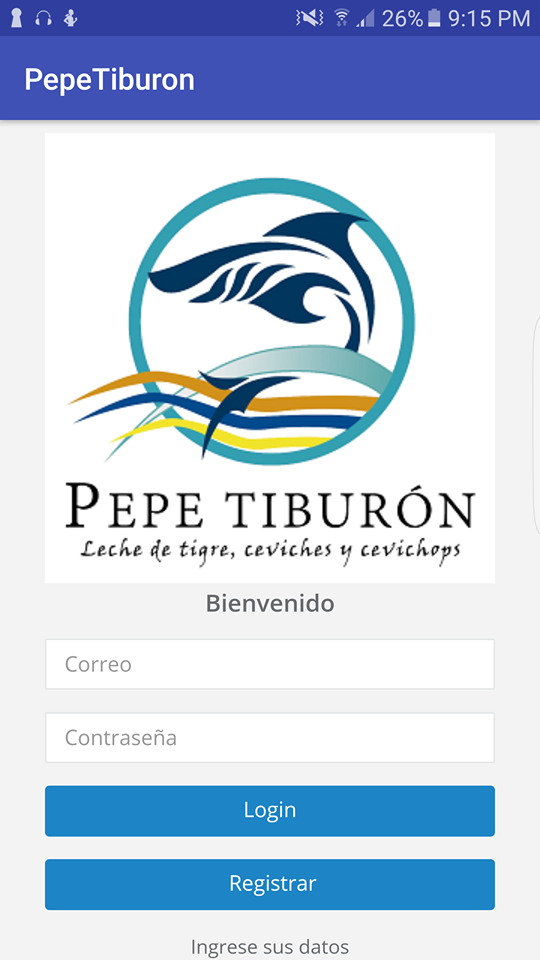 26% 9:15 PM
PepeTiburon
PEPE TIBURÓN
Leche de tigre, ceviches y cevichops
Bienvenido
Correo
Contraseña
Login
Registrar
Ingrese sus datos